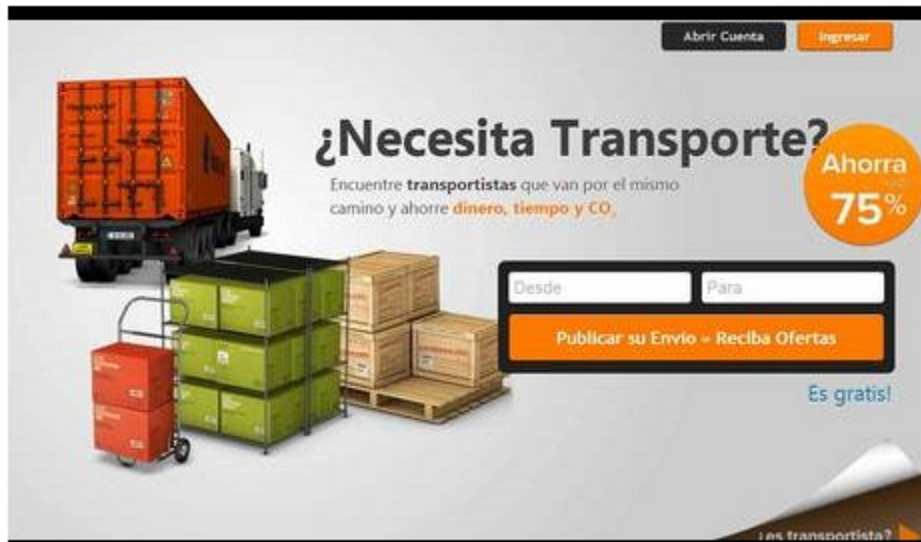 Abrir Cuenta
Ingresar
¿Necesita Transporte?
Encuentre transportistas que van por el mismo
camino y ahorre dinero, tiempo y CO₂
Ahorra
75%
Desde
Para
Publicar su Envío = Reciba Ofertas
Es gratis!
¿es transportista?